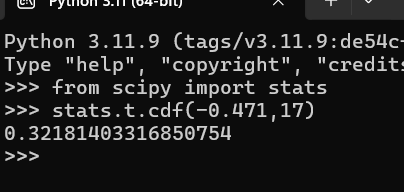 Python 3.11 (64-bit)
Python 3.11.9 (tags/v3.11.9:de54c
Type "help", "copyright", "credits
>>> from scipy import stats
>>> stats.t.cdf(-0.471,17)
0.32181403316850754
>>>